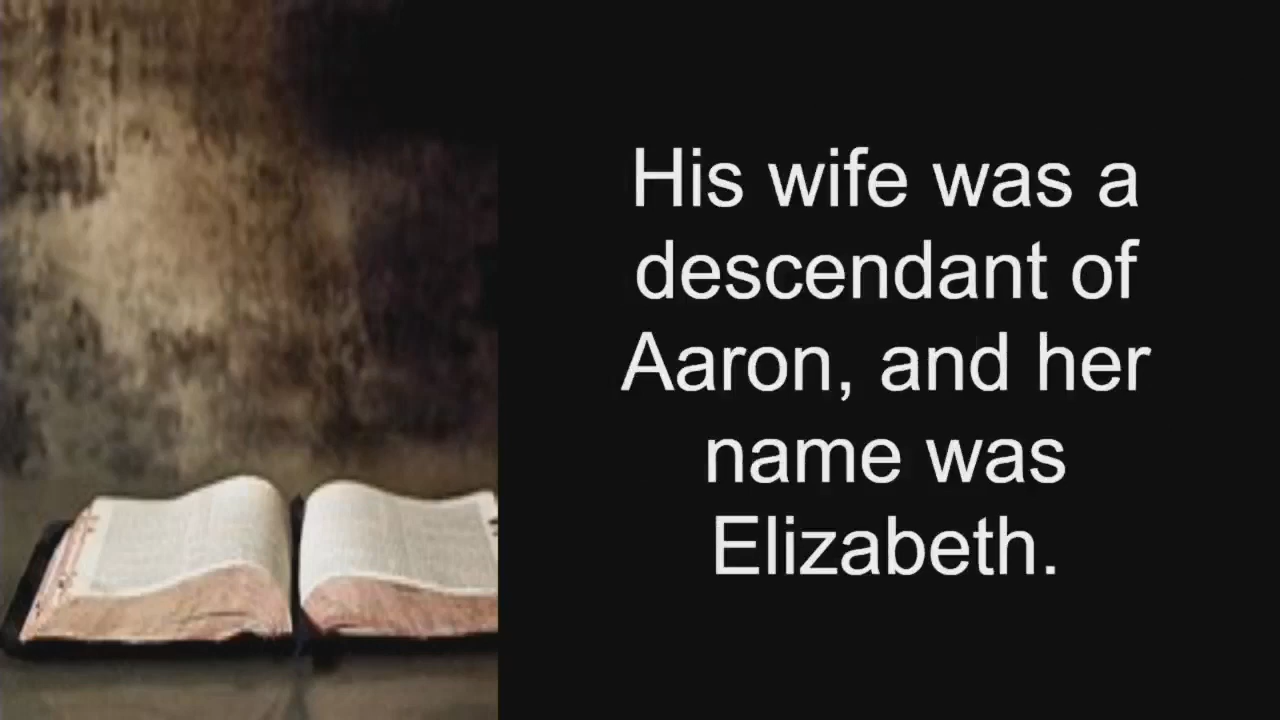 His wife was a
descendant of
Aaron, and her
name was
Elizabeth.